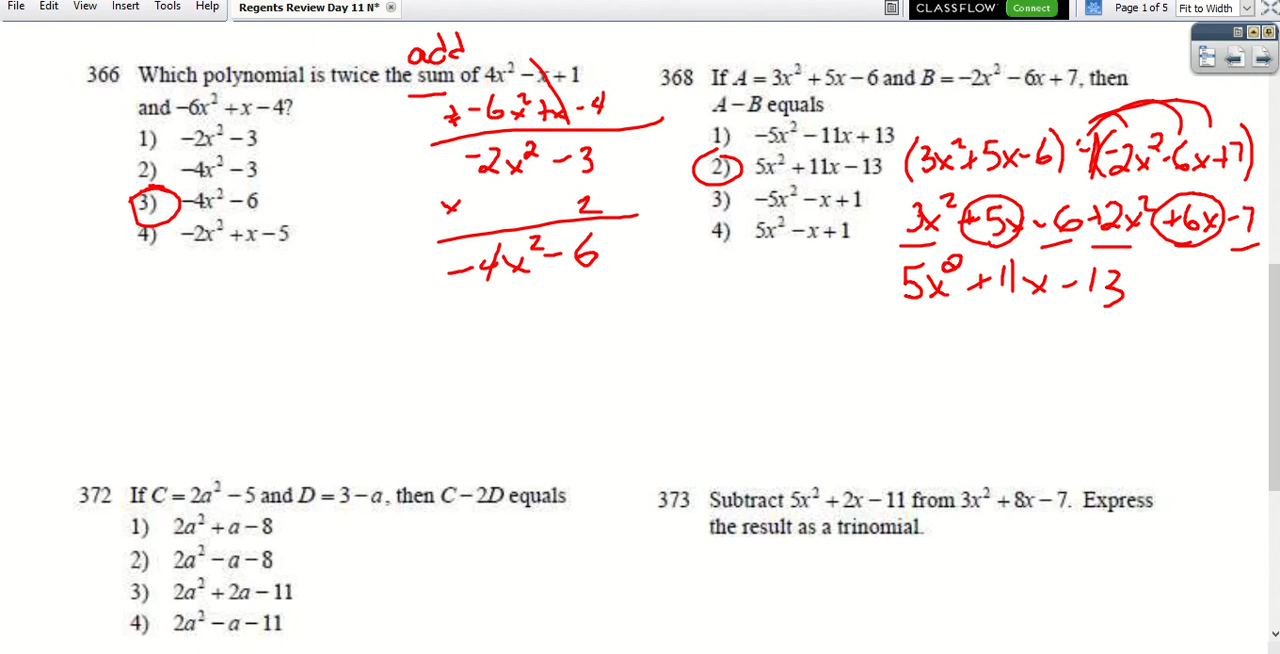 File Edit View Insert Tools Help Regents Review Day 11 N* CLASSFLOW Connect Page 1 of 5 Fit to Width
add
366 Which polynomial is twice the sum of 4x² − x + 1
and −6x² + x − 4?
1) −2x² − 3
2) −4x² − 3
3) −4x² − 6
4) −2x² + x − 5
+ −6x² + x − 4
−2x² − 3
x 2
−4x² − 6
368 If A = 3x² + 5x − 6 and B = −2x² − 6x + 7, then
A − B equals
1) −5x² − 11x + 13
2) 5x² + 11x − 13
3) −5x² − x + 1
4) 5x² − x + 1
(3x² + 5x − 6) − 1(−2x² − 6x + 7)
3x² + 5x − 6 + 2x² + 6x − 7
5x² + 11x − 13
372 If C = 2a² − 5 and D = 3 − a, then C − 2D equals
1) 2a² + a − 8
2) 2a² − a − 8
3) 2a² + 2a − 11
4) 2a² − a − 11
373 Subtract 5x² + 2x − 11 from 3x² + 8x − 7. Express
the result as a trinomial.